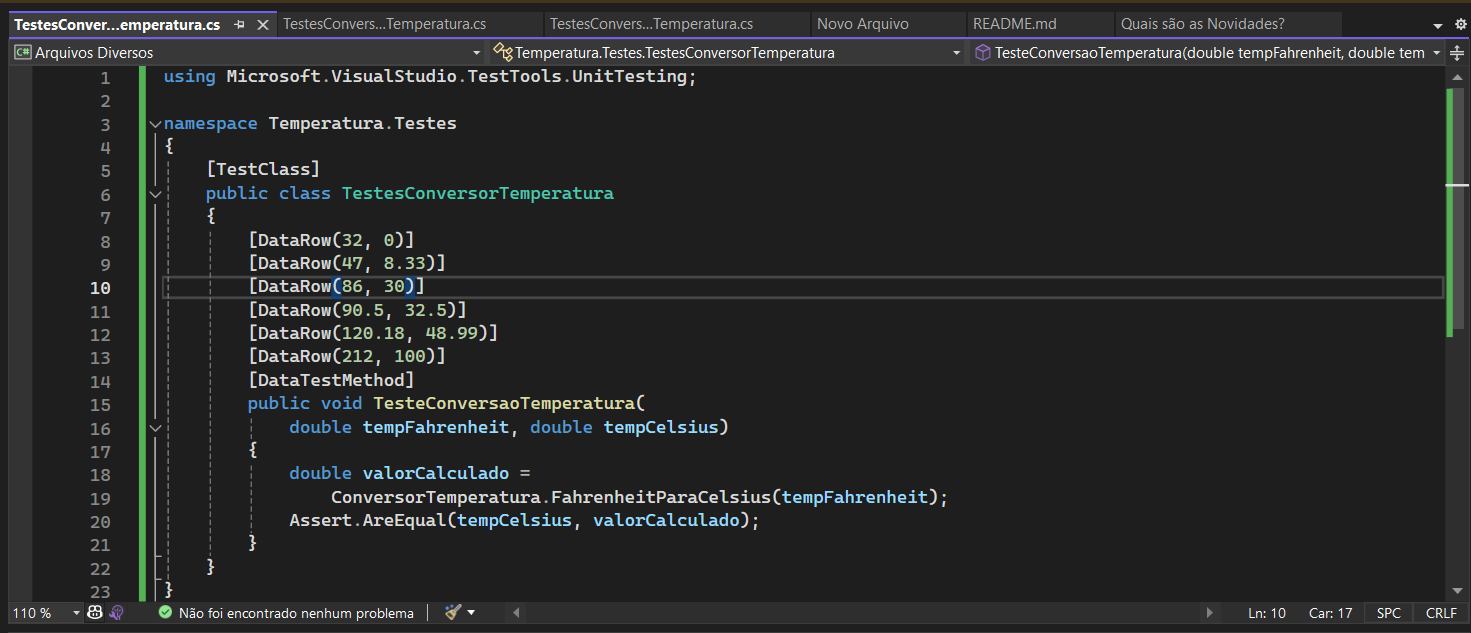 TestesConver...emperatura.cs TestesConvers...Temperatura.cs TestesConvers...Temperatura.cs Novo Arquivo README.md Quais são as Novidades?
C# Arquivos Diversos Temperatura.Testes.TestesConversorTemperatura TesteConversaoTemperatura(double tempFahrenheit, double tem
1 using Microsoft.VisualStudio.TestTools.UnitTesting;
2
3 namespace Temperatura.Testes
4 {
5 [TestClass]
6 public class TestesConversorTemperatura
7 {
8 [DataRow(32, 0)]
9 [DataRow(47, 8.33)]
10 [DataRow(86, 30)]
11 [DataRow(90.5, 32.5)]
12 [DataRow(120.18, 48.99)]
13 [DataRow(212, 100)]
14 [DataTestMethod]
15 public void TesteConversaoTemperatura(
16 double tempFahrenheit, double tempCelsius)
17 {
18 double valorCalculado =
19 ConversorTemperatura.FahrenheitParaCelsius(tempFahrenheit);
20 Assert.AreEqual(tempCelsius, valorCalculado);
21 }
22 }
23 }
110 % Não foi encontrado nenhum problema Ln: 10 Car: 17 SPC CRLF